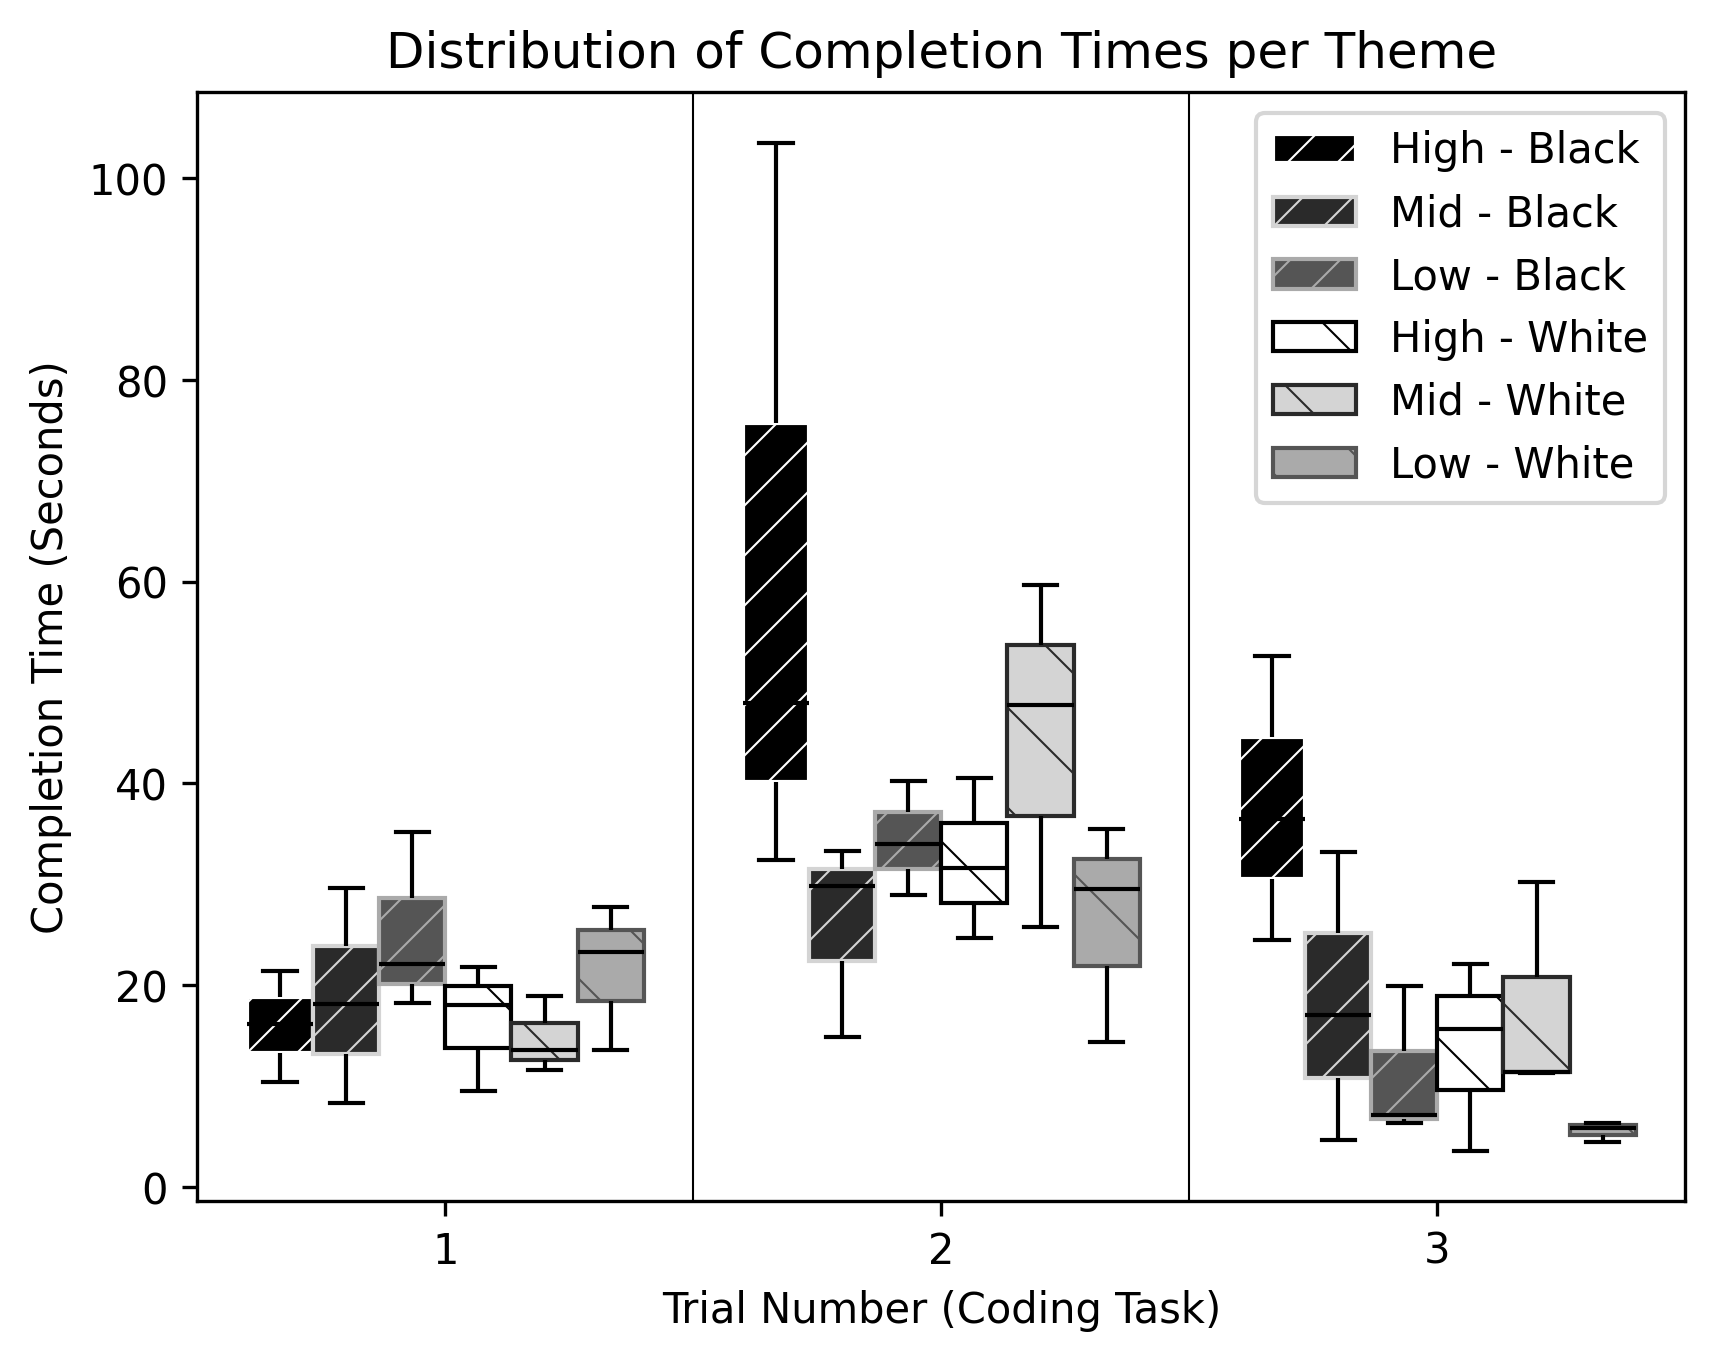 Distribution of Completion Times per Theme
High - Black
Mid - Black
Low - Black
High - White
Mid - White
Low - White
Completion Time (Seconds)
100
80
60
40
20
0
1
2
3
Trial Number (Coding Task)